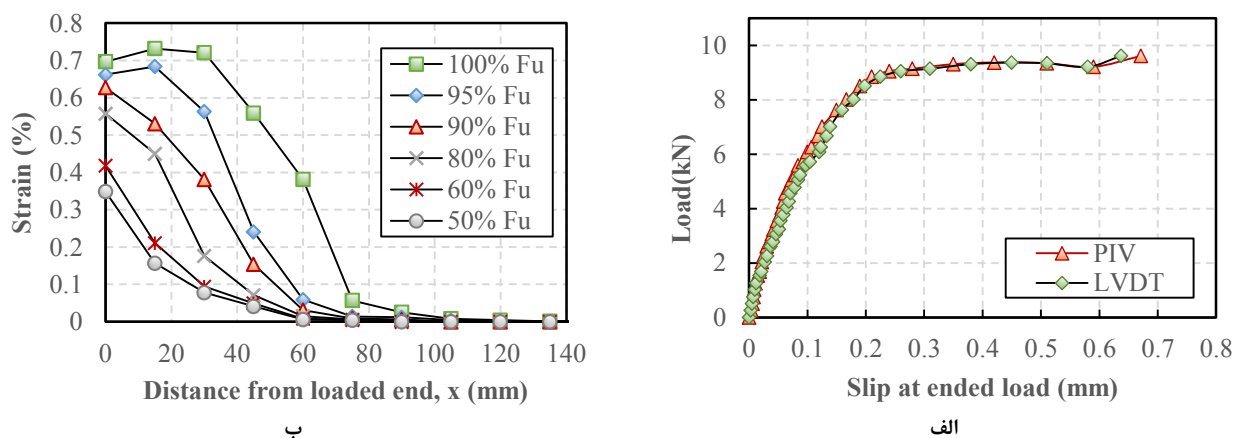 0.8
0.7
0.6
0.5
0.4
0.3
0.2
0.1
0
Strain (%)
0 20 40 60 80 100 120 140
Distance from loaded end, x (mm)
100% Fu
95% Fu
90% Fu
80% Fu
60% Fu
50% Fu
ب
10
8
6
4
2
0
Load(kN)
0 0.1 0.2 0.3 0.4 0.5 0.6 0.7 0.8
Slip at ended load (mm)
PIV
LVDT
الف